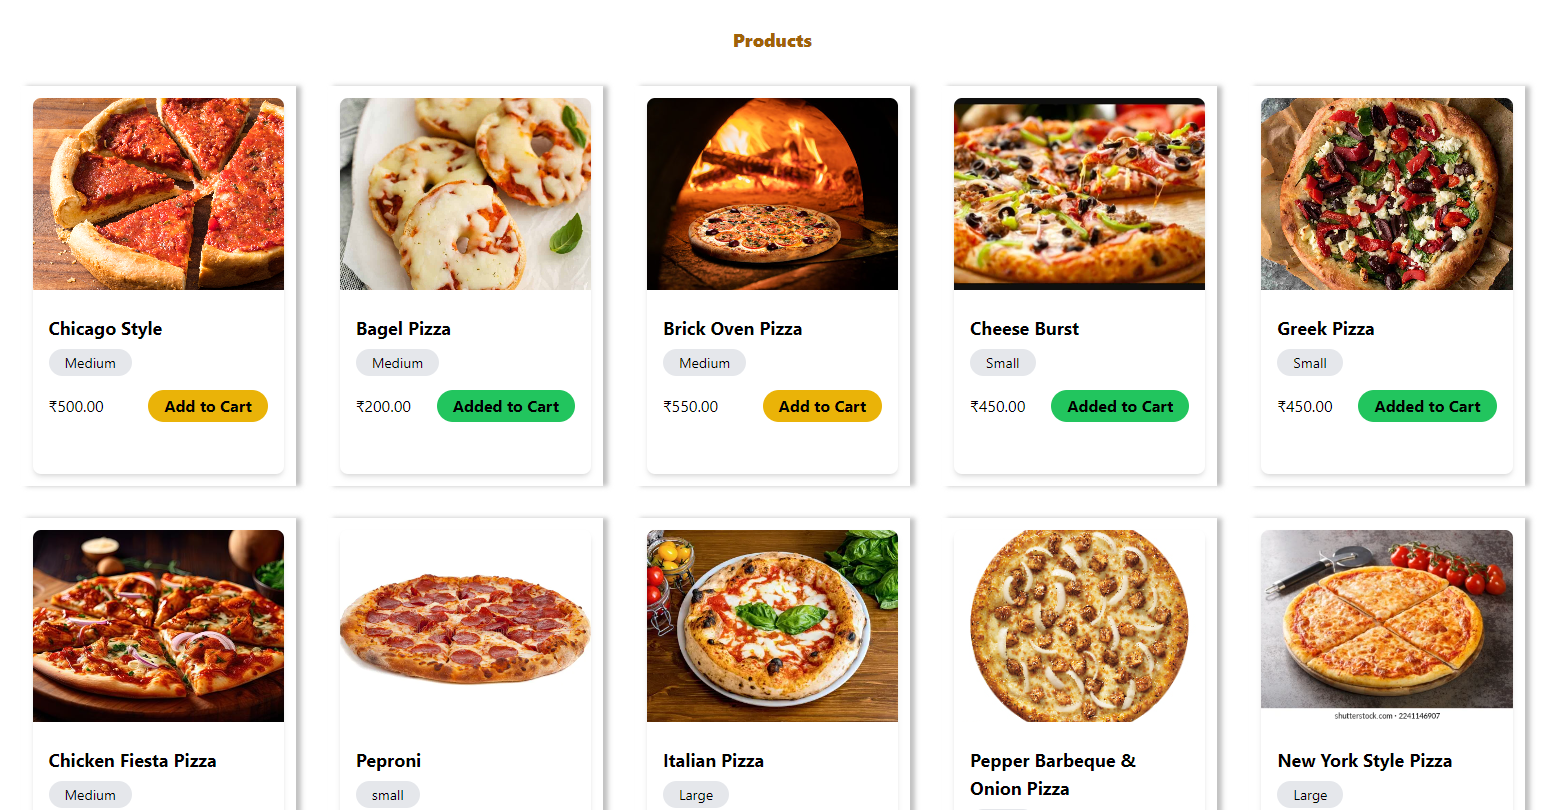 Products
Chicago Style
Medium
₹500.00
Add to Cart
Bagel Pizza
Medium
₹200.00
Added to Cart
Brick Oven Pizza
Medium
₹550.00
Add to Cart
Cheese Burst
Small
₹450.00
Added to Cart
Greek Pizza
Small
₹450.00
Added to Cart
Chicken Fiesta Pizza
Medium
Peproni
small
Italian Pizza
Large
Pepper Barbeque &
Onion Pizza
shutterstock.com · 2241146907
New York Style Pizza
Large